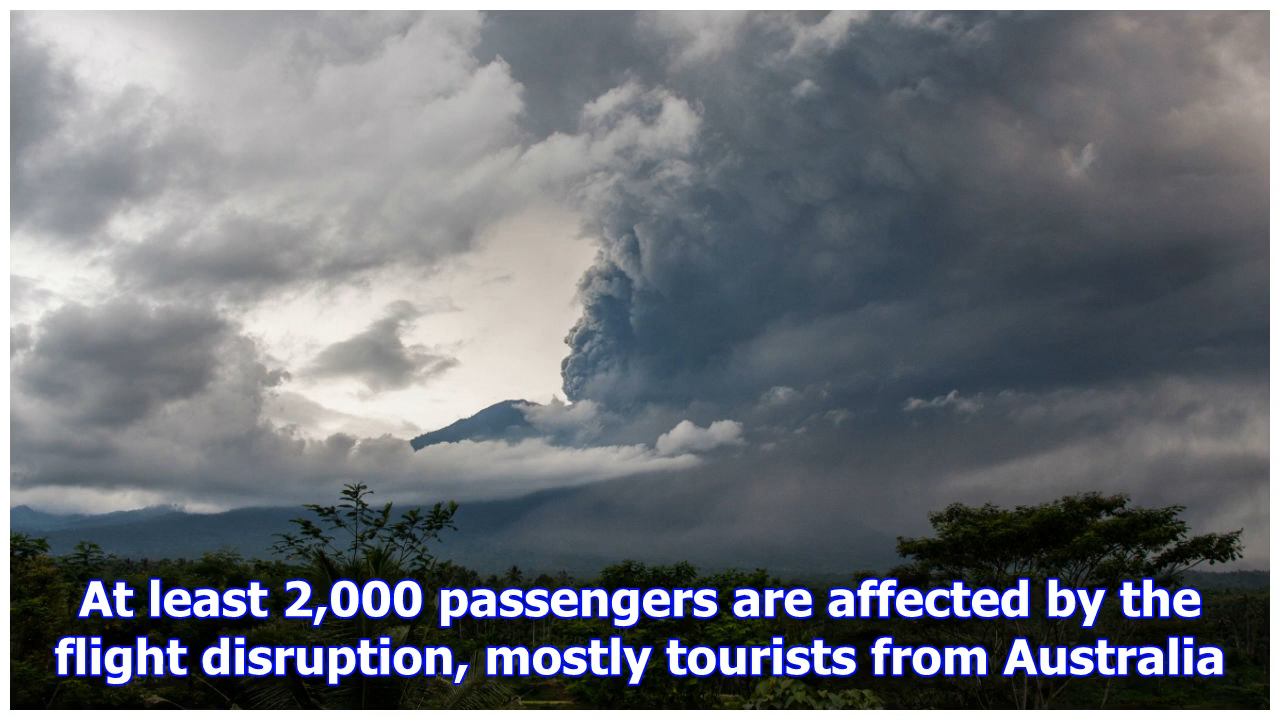 At least 2,000 passengers are affected by the
flight disruption, mostly tourists from Australia